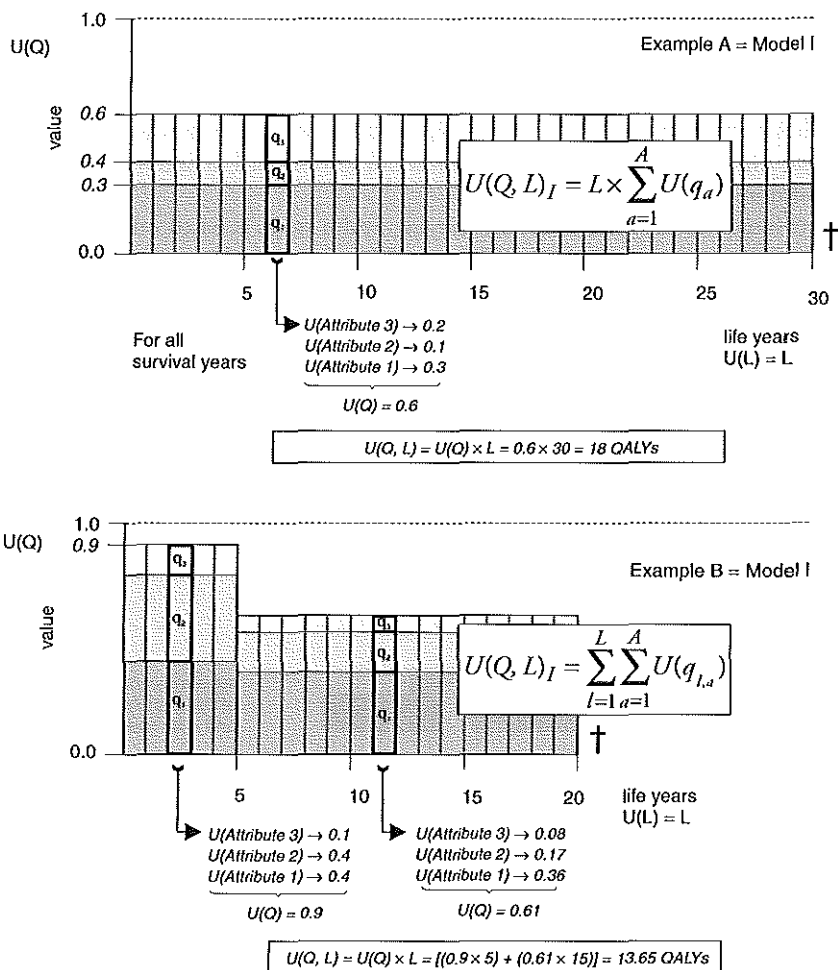 1.0
U(Q)
Example A = Model I
value
0.6
0.4
0.3
0.0
q₃
q₂
q₁
U(Q, L)_I = L × ∑_{a=1}^{A} U(q_a)
†
5 10 15 20 25 30
For all
survival years
U(Attribute 3) → 0.2
U(Attribute 2) → 0.1
U(Attribute 1) → 0.3
U(Q) = 0.6
life years
U(L) = L
U(Q, L) = U(Q) × L = 0.6 × 30 = 18 QALYs
1.0
U(Q)
0.9
Example B = Model I
value
0.0
q₃
q₂
q₁
q₃
q₂
q₁
U(Q, L)_I = ∑_{l=1}^{L} ∑_{a=1}^{A} U(q_{l,a})
†
5 10 15 20
life years
U(L) = L
U(Attribute 3) → 0.1
U(Attribute 2) → 0.4
U(Attribute 1) → 0.4
U(Q) = 0.9
U(Attribute 3) → 0.08
U(Attribute 2) → 0.17
U(Attribute 1) → 0.36
U(Q) = 0.61
U(Q, L) = U(Q) × L = [(0.9 × 5) + (0.61 × 15)] = 13.65 QALYs